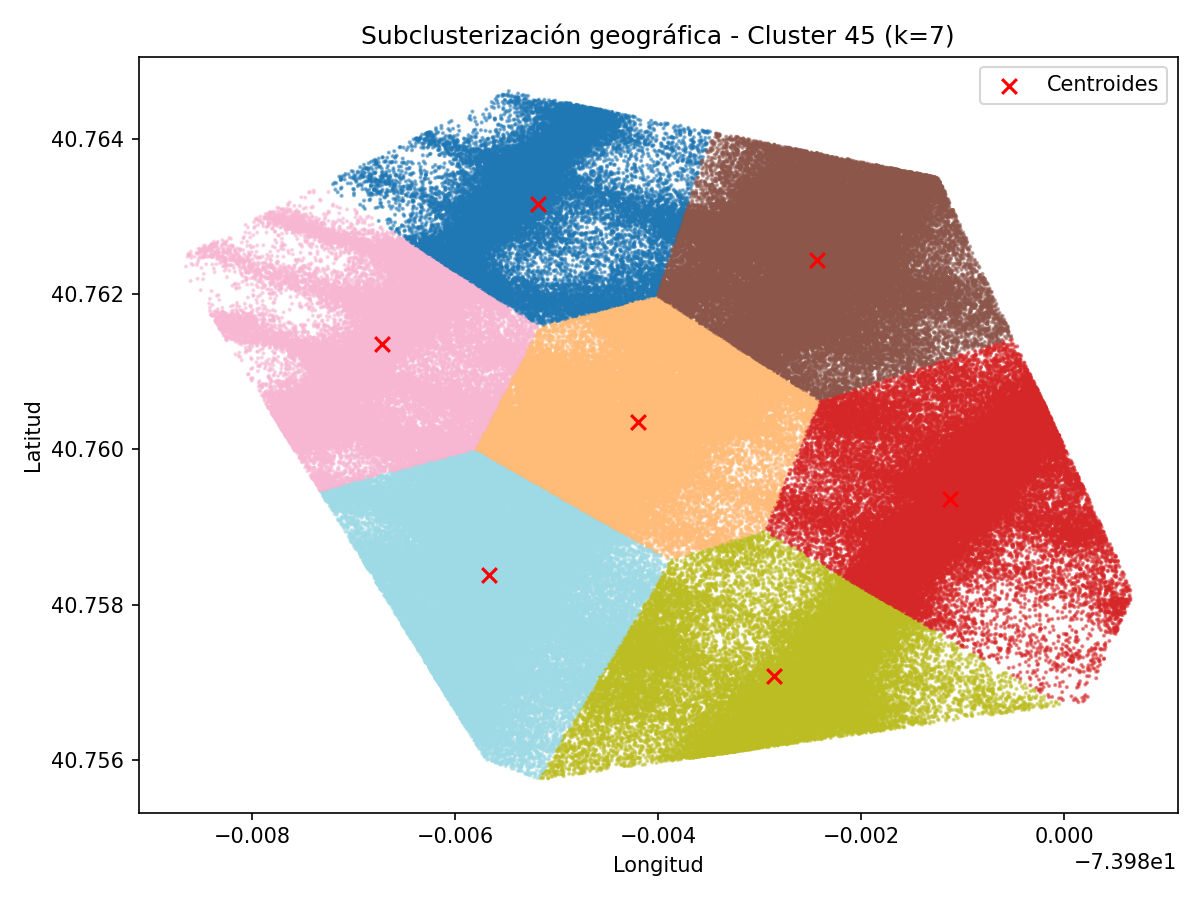 Subclusterización geográfica - Cluster 45 (k=7)
Centroides
40.764
40.762
40.760
40.758
40.756
Latitud
−0.008
−0.006
−0.004
−0.002
0.000
−7.398e1
Longitud